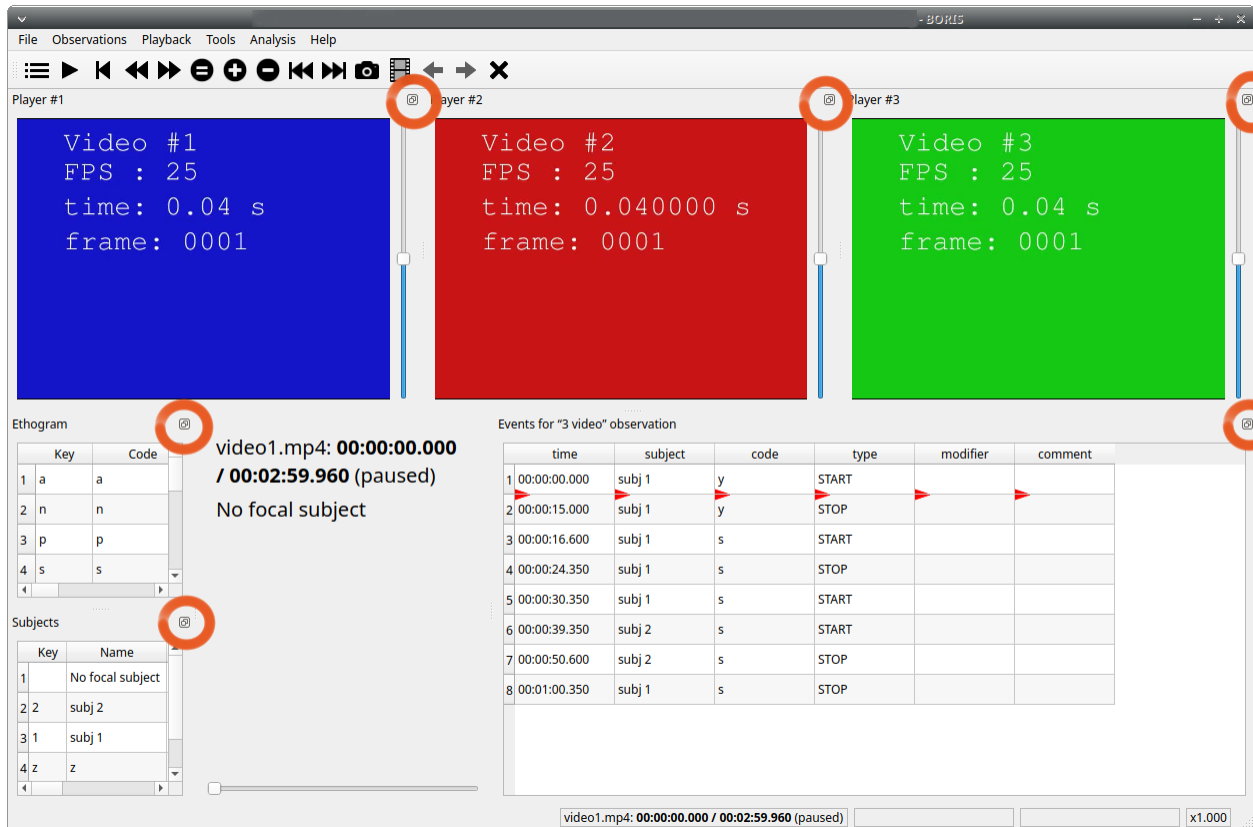 - BORIS
File Observations Playback Tools Analysis Help
Player #1
ayer #2
layer #3
Video #1
FPS : 25
time: 0.04 s
frame: 0001
Video #2
FPS : 25
time: 0.040000 s
frame: 0001
Video #3
FPS : 25
time: 0.04 s
frame: 0001
Ethogram
Key Code
1 a a
2 n n
3 p p
4 s s
Subjects
Key Name
1 No focal subject
2 2 subj 2
3 1 subj 1
4 z z
video1.mp4: 00:00:00.000
/ 00:02:59.960 (paused)
No focal subject
Events for “3 video” observation
time subject code type modifier comment
1 00:00:00.000 subj 1 y START
2 00:00:15.000 subj 1 y STOP
3 00:00:16.600 subj 1 s START
4 00:00:24.350 subj 1 s STOP
5 00:00:30.350 subj 1 s START
6 00:00:39.350 subj 2 s START
7 00:00:50.600 subj 2 s STOP
8 00:01:00.350 subj 1 s STOP
video1.mp4: 00:00:00.000 / 00:02:59.960 (paused)
x1.000